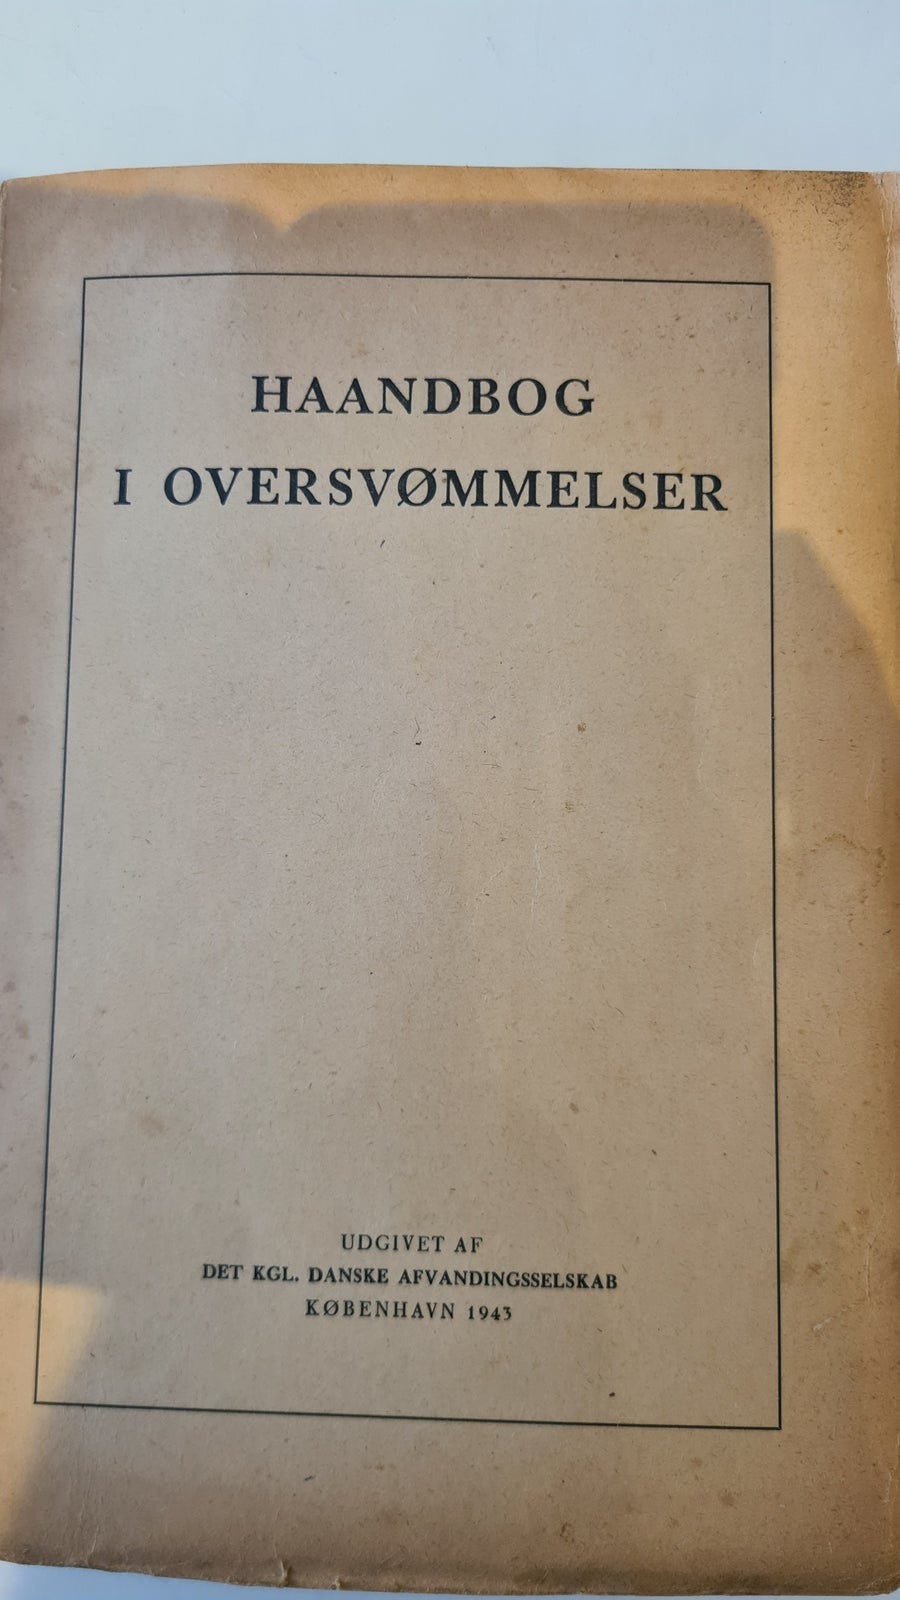 HAANDBOG
I OVERSVØMMELSER
UDGIVET AF
DET KGL. DANSKE AFVANDINGSSELSKAB
KØBENHAVN 1943